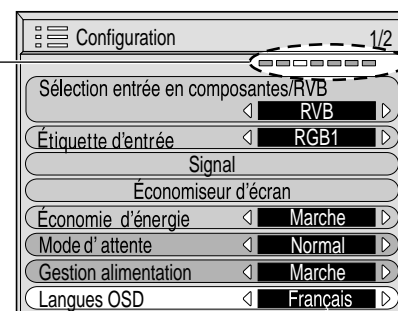 Configuration 1/2
Sélection entrée en composantes/RVB
RVB
Étiquette d'entrée RGB1
Signal
Économiseur d'écran
Économie d'énergie Marche
Mode d' attente Normal
Gestion alimentation Marche
Langues OSD Français